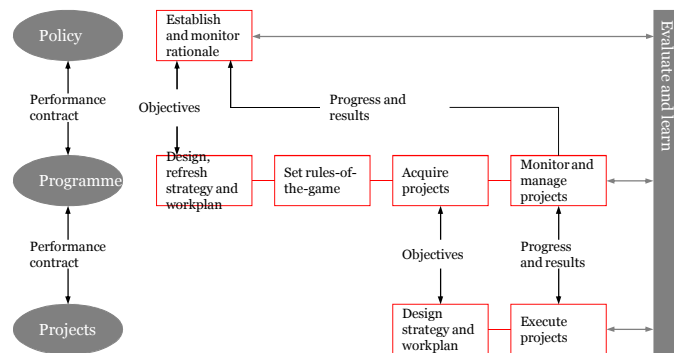 Policy
Establish
and monitor
rationale
Performance
contract
Objectives
Progress and
results
Programme
Design,
refresh
strategy and
workplan
Set rules-of-
the-game
Acquire
projects
Monitor and
manage
projects
Performance
contract
Objectives
Progress
and results
Projects
Design
strategy and
workplan
Execute
projects
Evaluate and learn